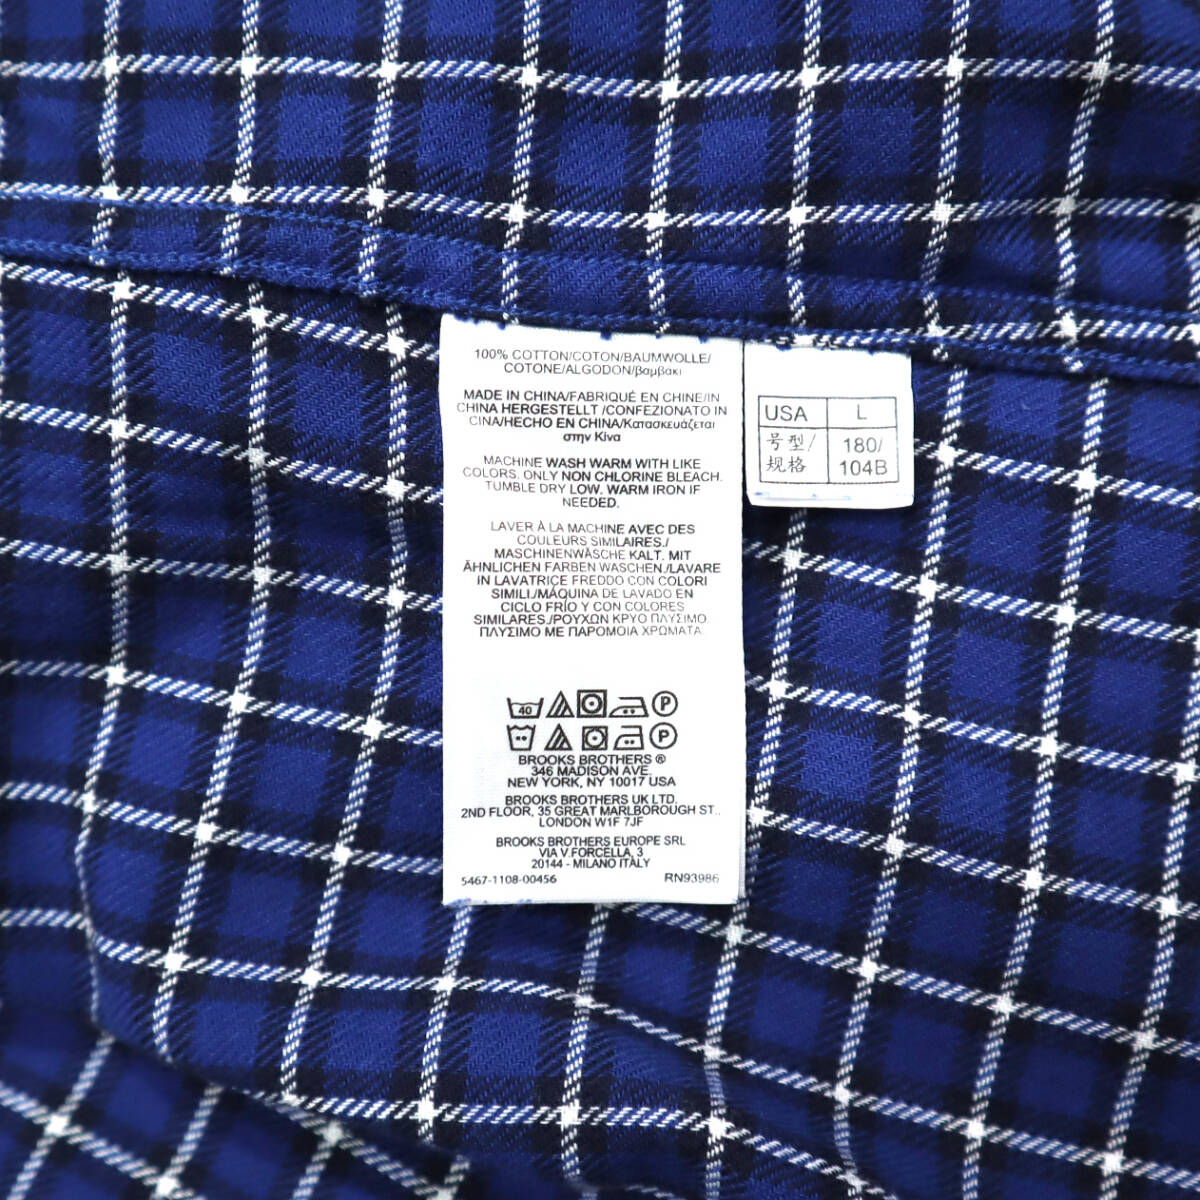 100% COTTON/COTON/BAUMWOLLE/
COTONE/ALGODON/βαμβάκι
MADE IN CHINA/FABRIQUÉ EN CHINE/IN
CHINA HERGESTELLT /CONFEZIONATO IN
CINA/HECHO EN CHINA/Κατασκευάζεται
στην Κίνα
MACHINE WASH WARM WITH LIKE
COLORS. ONLY NON CHLORINE BLEACH.
TUMBLE DRY LOW. WARM IRON IF
NEEDED.
LAVER À LA MACHINE AVEC DES
COULEURS SIMILAIRES./
MASCHINENWÄSCHE KALT. MIT
ÄHNLICHEN FARBEN WASCHEN./LAVARE
IN LAVATRICE FREDDO CON COLORI
SIMILI./MÁQUINA DE LAVADO EN
CICLO FRÍO Y CON COLORES
SIMILARES./ΡΟΥΧΩΝ ΚΡΥΟ ΠΛΥΣΙΜΟ.
ΠΛΥΣΙΜΟ ΜΕ ΠΑΡΟΜΟΙΑ ΧΡΩΜΑΤΑ.
40 P
P
BROOKS BROTHERS ®
346 MADISON AVE.
NEW YORK, NY 10017 USA
BROOKS BROTHERS UK LTD.
2ND FLOOR, 35 GREAT MARLBOROUGH ST..
LONDON W1F 7JF
BROOKS BROTHERS EUROPE SRL
VIA V.FORCELLA, 3
20144 - MILANO ITALY
5467-1108-00456 RN93986
USA L
号型/ 180/
规格 104B